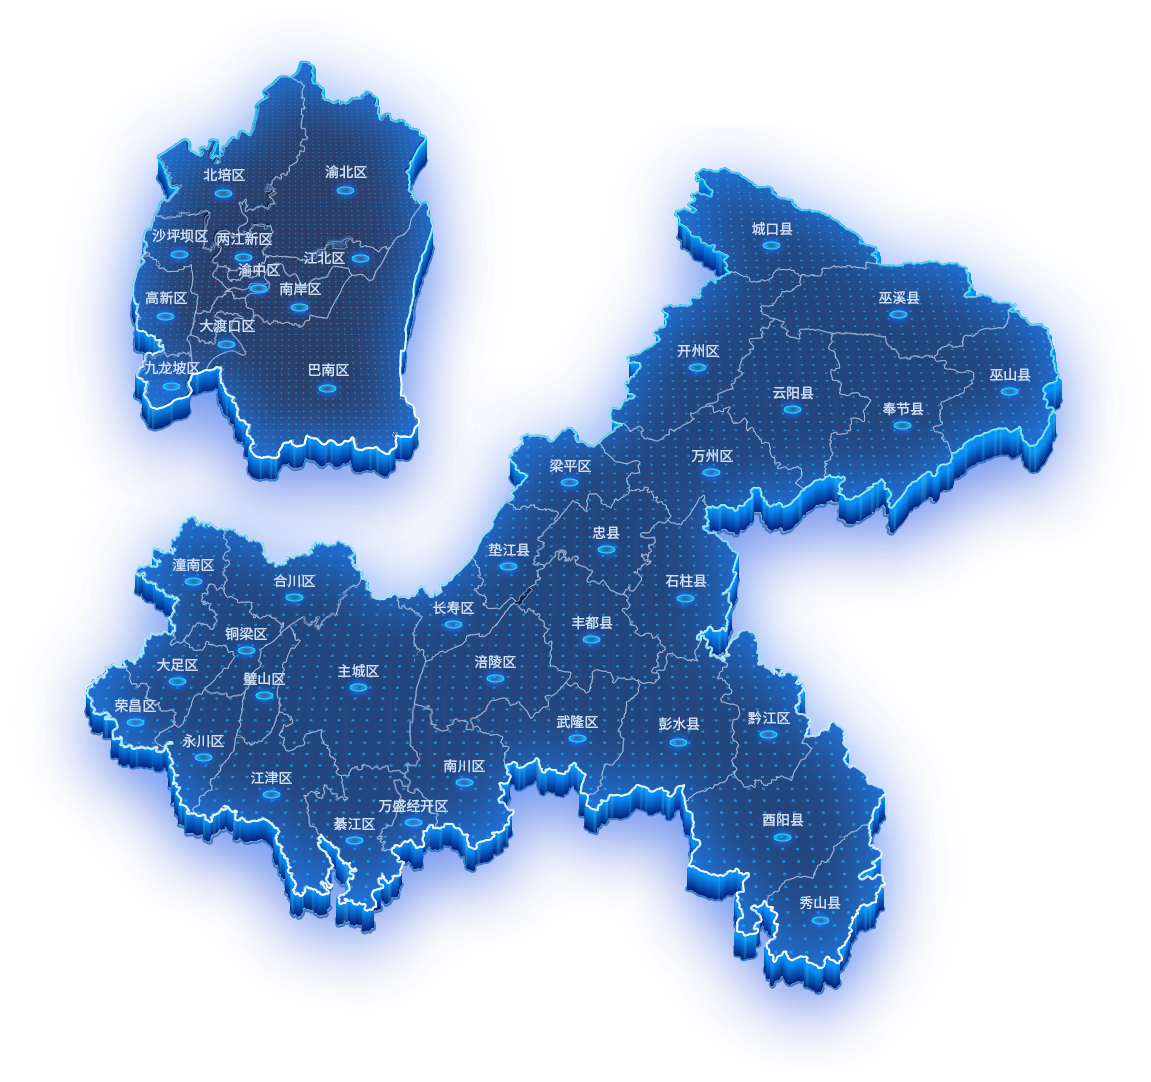 北培区
渝北区
沙坪坝区
两江新区
江北区
渝中区
南岸区
高新区
大渡口区
九龙坡区
巴南区
城口县
巫溪县
开州区
巫山县
云阳县
奉节县
万州区
梁平区
忠县
垫江县
石柱县
潼南区
合川区
长寿区
丰都县
铜梁区
涪陵区
大足区
主城区
璧山区
荣昌区
武隆区
彭水县
黔江区
永川区
南川区
江津区
万盛经开区
綦江区
酉阳县
秀山县